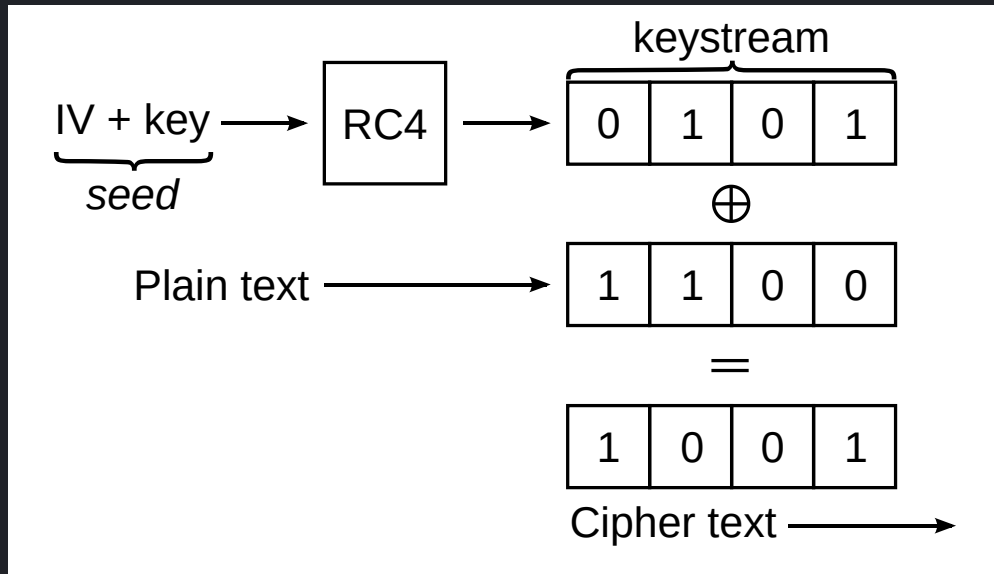 keystream
IV + key
RC4
0 1 0 1
seed
⊕
Plain text
1 1 0 0
=
1 0 0 1
Cipher text